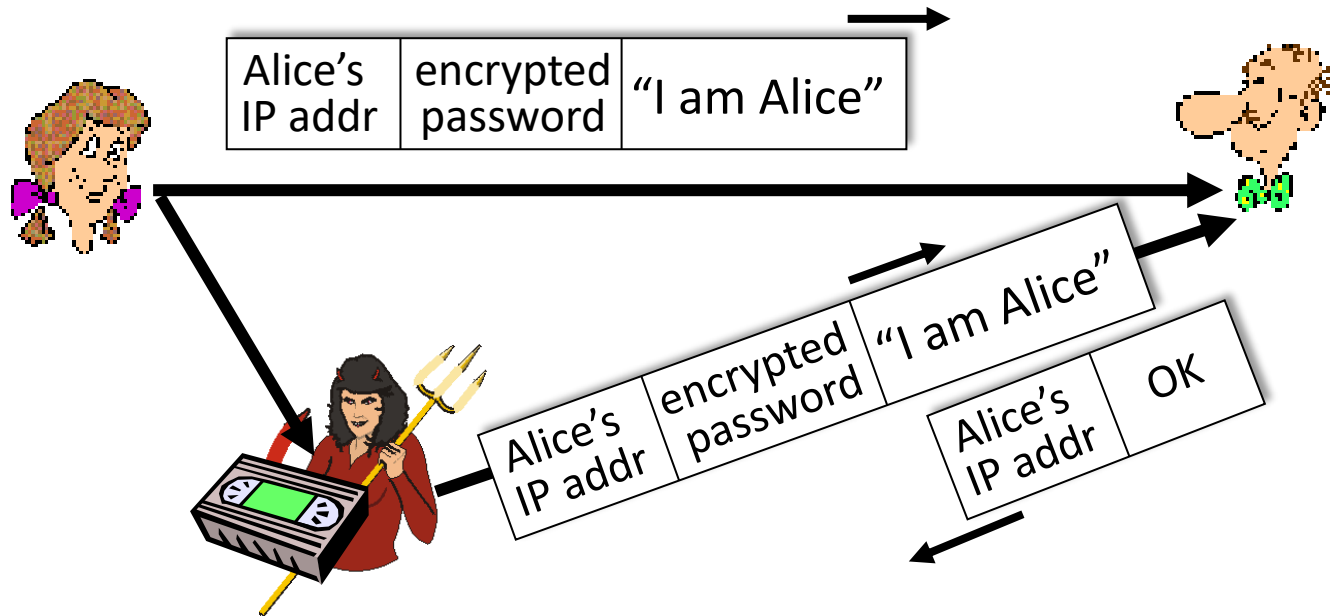 Alice’s
IP addr
encrypted
password
“I am Alice”
Alice’s
IP addr
encrypted
password
“I am Alice”
Alice’s
IP addr
OK